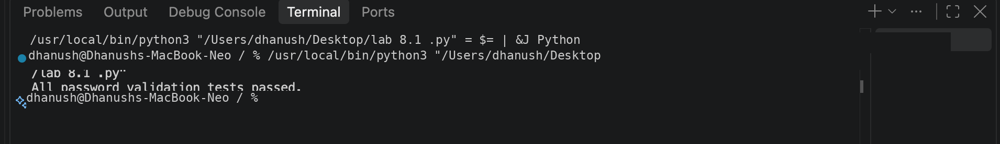 Problems Output Debug Console Terminal Ports
/usr/local/bin/python3 "/Users/dhanush/Desktop/lab 8.1 .py" = $= | &J Python
dhanush@Dhanushs-MacBook-Neo / % /usr/local/bin/python3 "/Users/dhanush/Desktop
/lab 8.1 .py"
All password validation tests passed.
dhanush@Dhanushs-MacBook-Neo / %